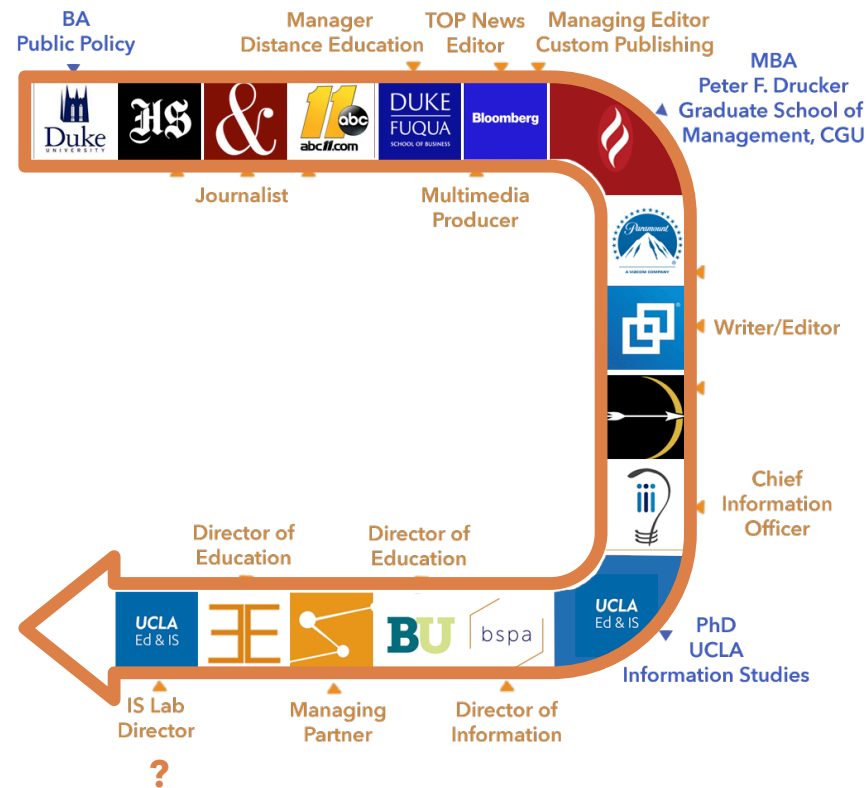 BA
Public Policy
Manager
Distance Education
TOP News
Editor
Managing Editor
Custom Publishing
MBA
Peter F. Drucker
Graduate School of
Management, CGU
Duke
UNIVERSITY
HS
&
11
abc
abc11.com
DUKE
FUQUA
SCHOOL OF BUSINESS
Bloomberg
Journalist
Multimedia
Producer
Paramount
A VIACOM COMPANY
Writer/Editor
iii
Chief
Information
Officer
Director of
Education
Director of
Education
UCLA
Ed & IS
BU
bspa
UCLA
Ed & IS
PhD
UCLA
Information Studies
IS Lab
Director
Managing
Partner
Director of
Information
?